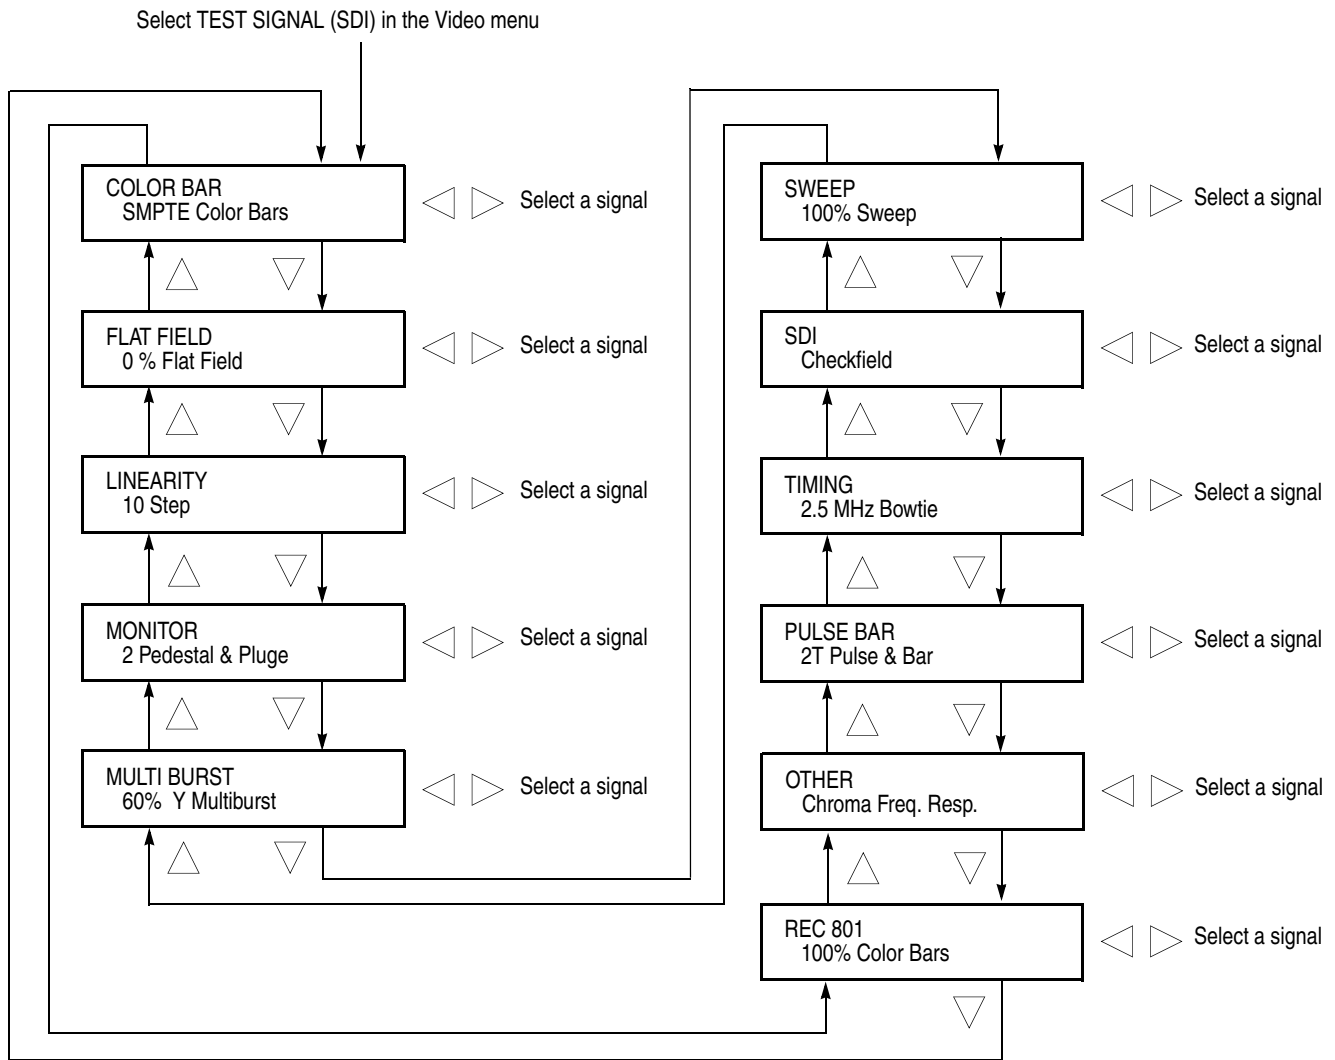 Select TEST SIGNAL (SDI) in the Video menu
COLOR BAR
SMPTE Color Bars
Select a signal
FLAT FIELD
0 % Flat Field
Select a signal
LINEARITY
10 Step
Select a signal
MONITOR
2 Pedestal & Pluge
Select a signal
MULTI BURST
60% Y Multiburst
Select a signal
SWEEP
100% Sweep
Select a signal
SDI
Checkfield
Select a signal
TIMING
2.5 MHz Bowtie
Select a signal
PULSE BAR
2T Pulse & Bar
Select a signal
OTHER
Chroma Freq. Resp.
Select a signal
REC 801
100% Color Bars
Select a signal